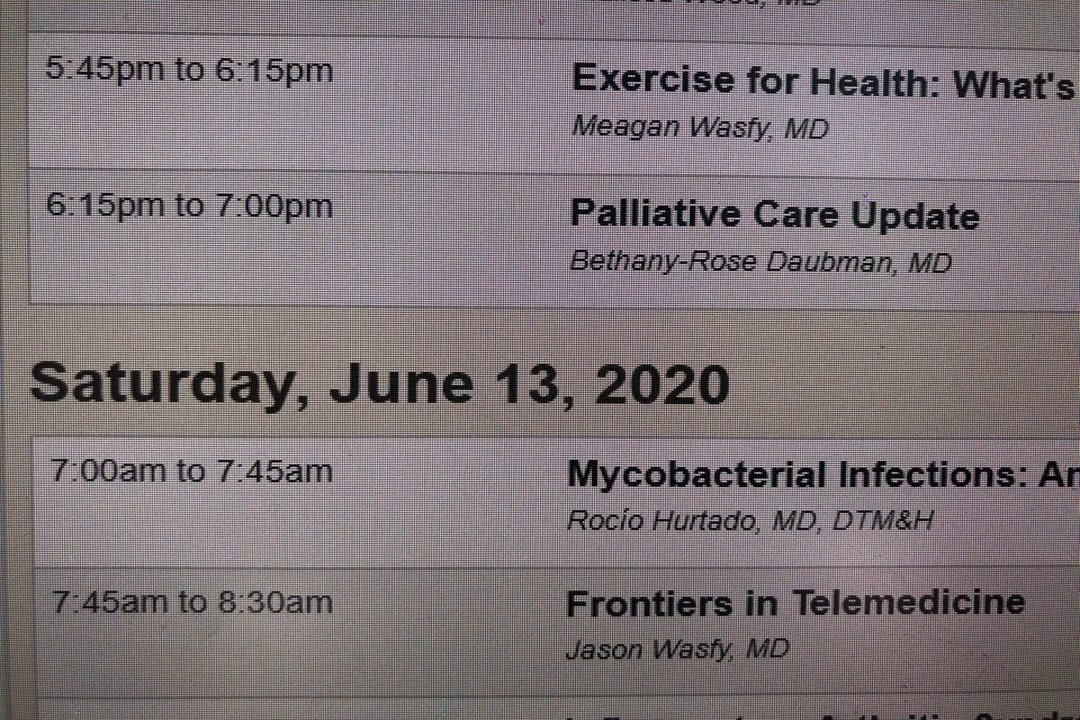 5:45pm to 6:15pm
Exercise for Health: What's
Meagan Wasfy, MD
6:15pm to 7:00pm
Palliative Care Update
Bethany-Rose Daubman, MD
Saturday, June 13, 2020
7:00am to 7:45am
Mycobacterial Infections:
Rocío Hurtado, MD, DTM&H
7:45am to 8:30am
Frontiers in Telemedicine
Jason Wasfy, MD